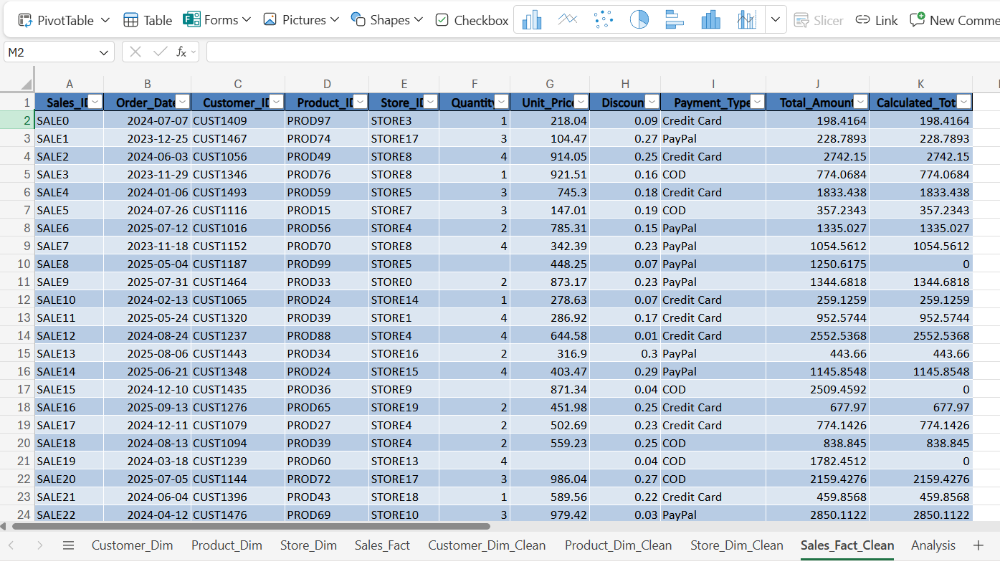 PivotTable Table Forms Pictures Shapes Checkbox Slicer Link New Comme
M2 fx
A B C D E F G H I J K
1 Sales_ID Order_Date Customer_ID Product_ID Store_ID Quantity Unit_Price Discoun Payment_Type Total_Amount Calculated_Tot
2 SALE0 2024-07-07 CUST1409 PROD97 STORE3 1 218.04 0.09 Credit Card 198.4164 198.4164
3 SALE1 2023-12-25 CUST1467 PROD74 STORE17 3 104.47 0.27 PayPal 228.7893 228.7893
4 SALE2 2024-06-03 CUST1056 PROD49 STORE8 4 914.05 0.25 Credit Card 2742.15 2742.15
5 SALE3 2023-11-29 CUST1346 PROD76 STORE8 1 921.51 0.16 COD 774.0684 774.0684
6 SALE4 2024-01-06 CUST1493 PROD59 STORE5 3 745.3 0.18 Credit Card 1833.438 1833.438
7 SALE5 2024-07-26 CUST1116 PROD15 STORE7 3 147.01 0.19 COD 357.2343 357.2343
8 SALE6 2025-07-12 CUST1016 PROD56 STORE4 2 785.31 0.15 PayPal 1335.027 1335.027
9 SALE7 2023-11-18 CUST1152 PROD70 STORE8 4 342.39 0.23 PayPal 1054.5612 1054.5612
10 SALE8 2025-05-04 CUST1187 PROD99 STORE5 448.25 0.07 PayPal 1250.6175 0
11 SALE9 2025-07-31 CUST1464 PROD33 STORE0 2 873.17 0.23 PayPal 1344.6818 1344.6818
12 SALE10 2024-02-13 CUST1065 PROD24 STORE14 1 278.63 0.07 Credit Card 259.1259 259.1259
13 SALE11 2025-05-24 CUST1320 PROD39 STORE1 4 286.92 0.17 Credit Card 952.5744 952.5744
14 SALE12 2024-08-24 CUST1237 PROD88 STORE4 4 644.58 0.01 Credit Card 2552.5368 2552.5368
15 SALE13 2025-08-06 CUST1443 PROD34 STORE16 2 316.9 0.3 PayPal 443.66 443.66
16 SALE14 2025-06-21 CUST1348 PROD24 STORE15 4 403.47 0.29 PayPal 1145.8548 1145.8548
17 SALE15 2024-12-10 CUST1435 PROD36 STORE9 871.34 0.04 COD 2509.4592 0
18 SALE16 2025-09-13 CUST1276 PROD65 STORE19 2 451.98 0.25 Credit Card 677.97 677.97
19 SALE17 2024-12-11 CUST1079 PROD27 STORE4 2 502.69 0.23 Credit Card 774.1426 774.1426
20 SALE18 2024-08-13 CUST1094 PROD39 STORE4 2 559.23 0.25 COD 838.845 838.845
21 SALE19 2024-03-18 CUST1239 PROD60 STORE13 4 0.04 COD 1782.4512 0
22 SALE20 2025-07-05 CUST1144 PROD72 STORE17 3 986.04 0.27 COD 2159.4276 2159.4276
23 SALE21 2024-06-04 CUST1396 PROD43 STORE18 1 589.56 0.22 Credit Card 459.8568 459.8568
24 SALE22 2024-04-12 CUST1476 PROD69 STORE10 3 979.42 0.03 PayPal 2850.1122 2850.1122
Customer_Dim Product_Dim Store_Dim Sales_Fact Customer_Dim_Clean Product_Dim_Clean Store_Dim_Clean Sales_Fact_Clean Analysis